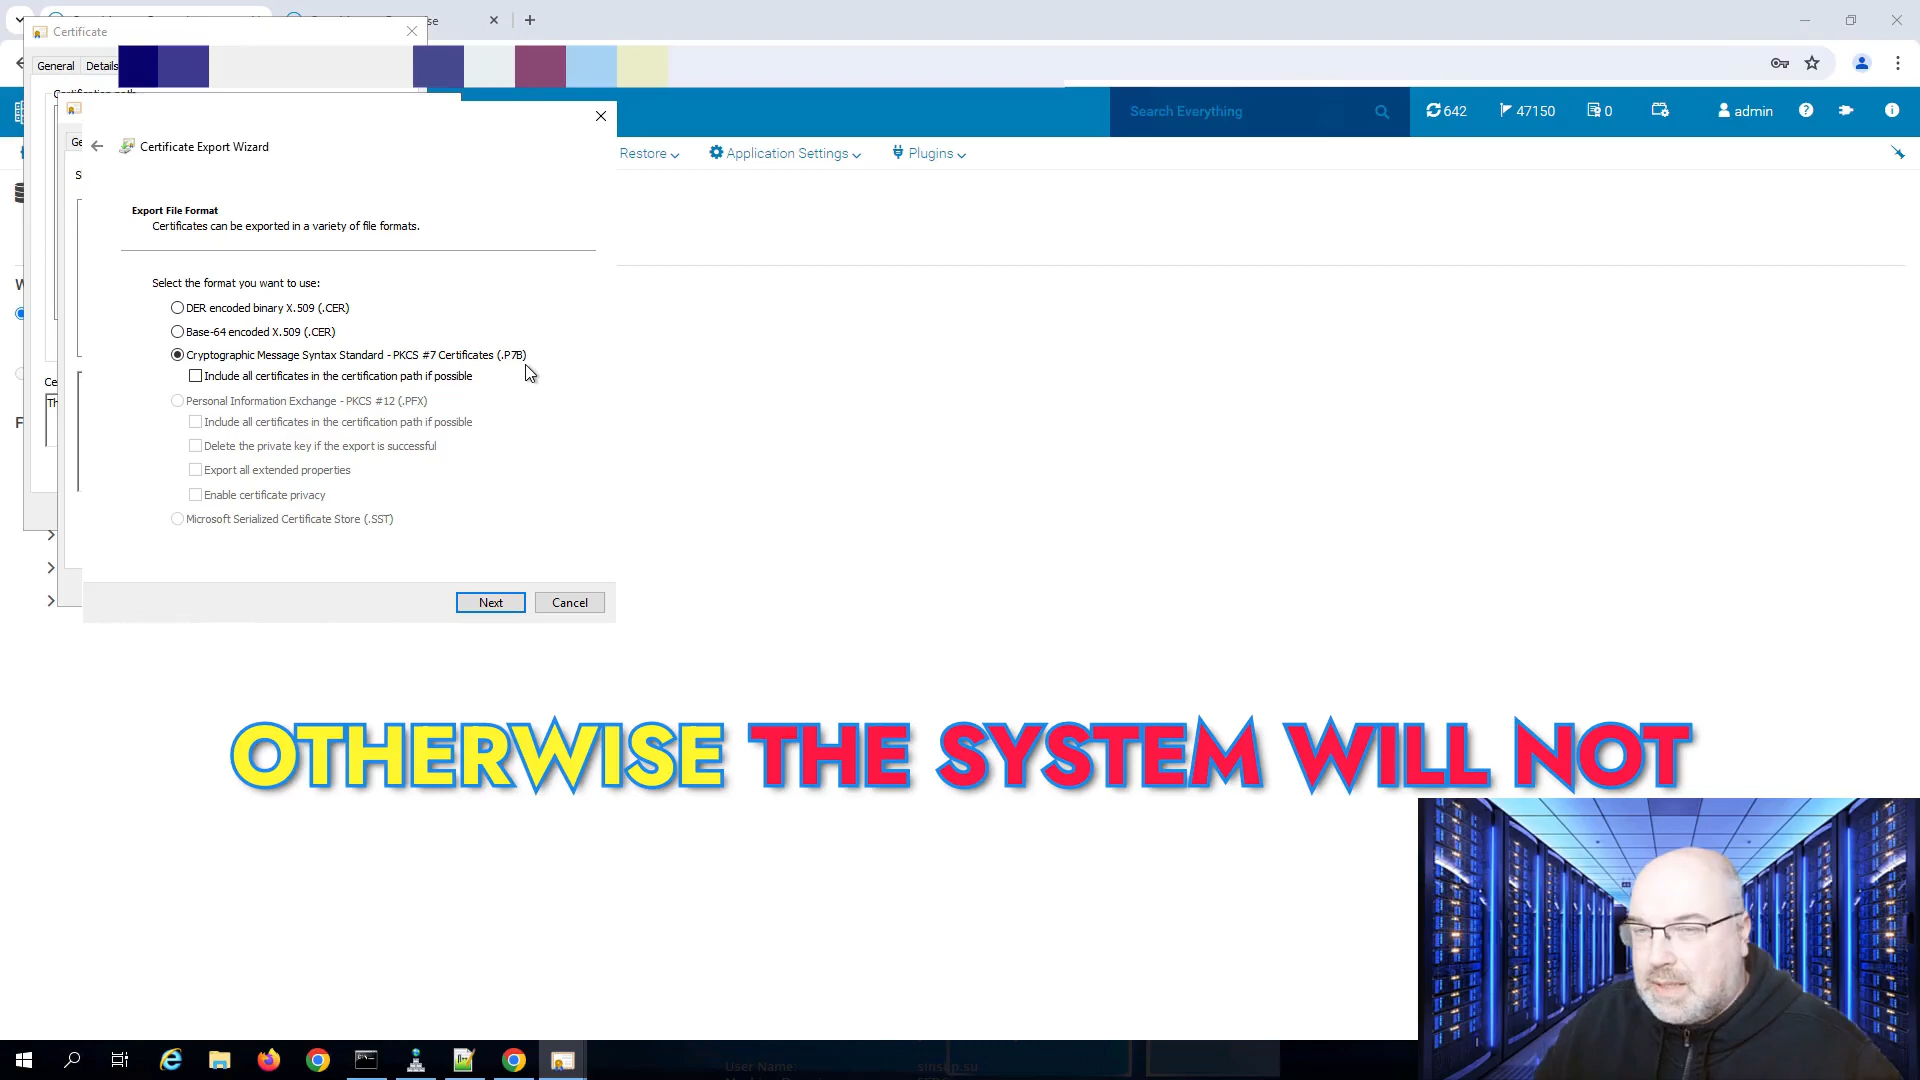 Certificate
General Details
Search Everything
642
47150
0
admin
Certificate Export Wizard
Restore
Application Settings
Plugins
Export File Format
Certificates can be exported in a variety of file formats.
Select the format you want to use:
DER encoded binary X.509 (.CER)
Base-64 encoded X.509 (.CER)
Cryptographic Message Syntax Standard - PKCS #7 Certificates (.P7B)
Include all certificates in the certification path if possible
Personal Information Exchange - PKCS #12 (.PFX)
Include all certificates in the certification path if possible
Delete the private key if the export is successful
Export all extended properties
Enable certificate privacy
Microsoft Serialized Certificate Store (.SST)
Next
Cancel
OTHERWISE THE SYSTEM WILL NOT
User Name: